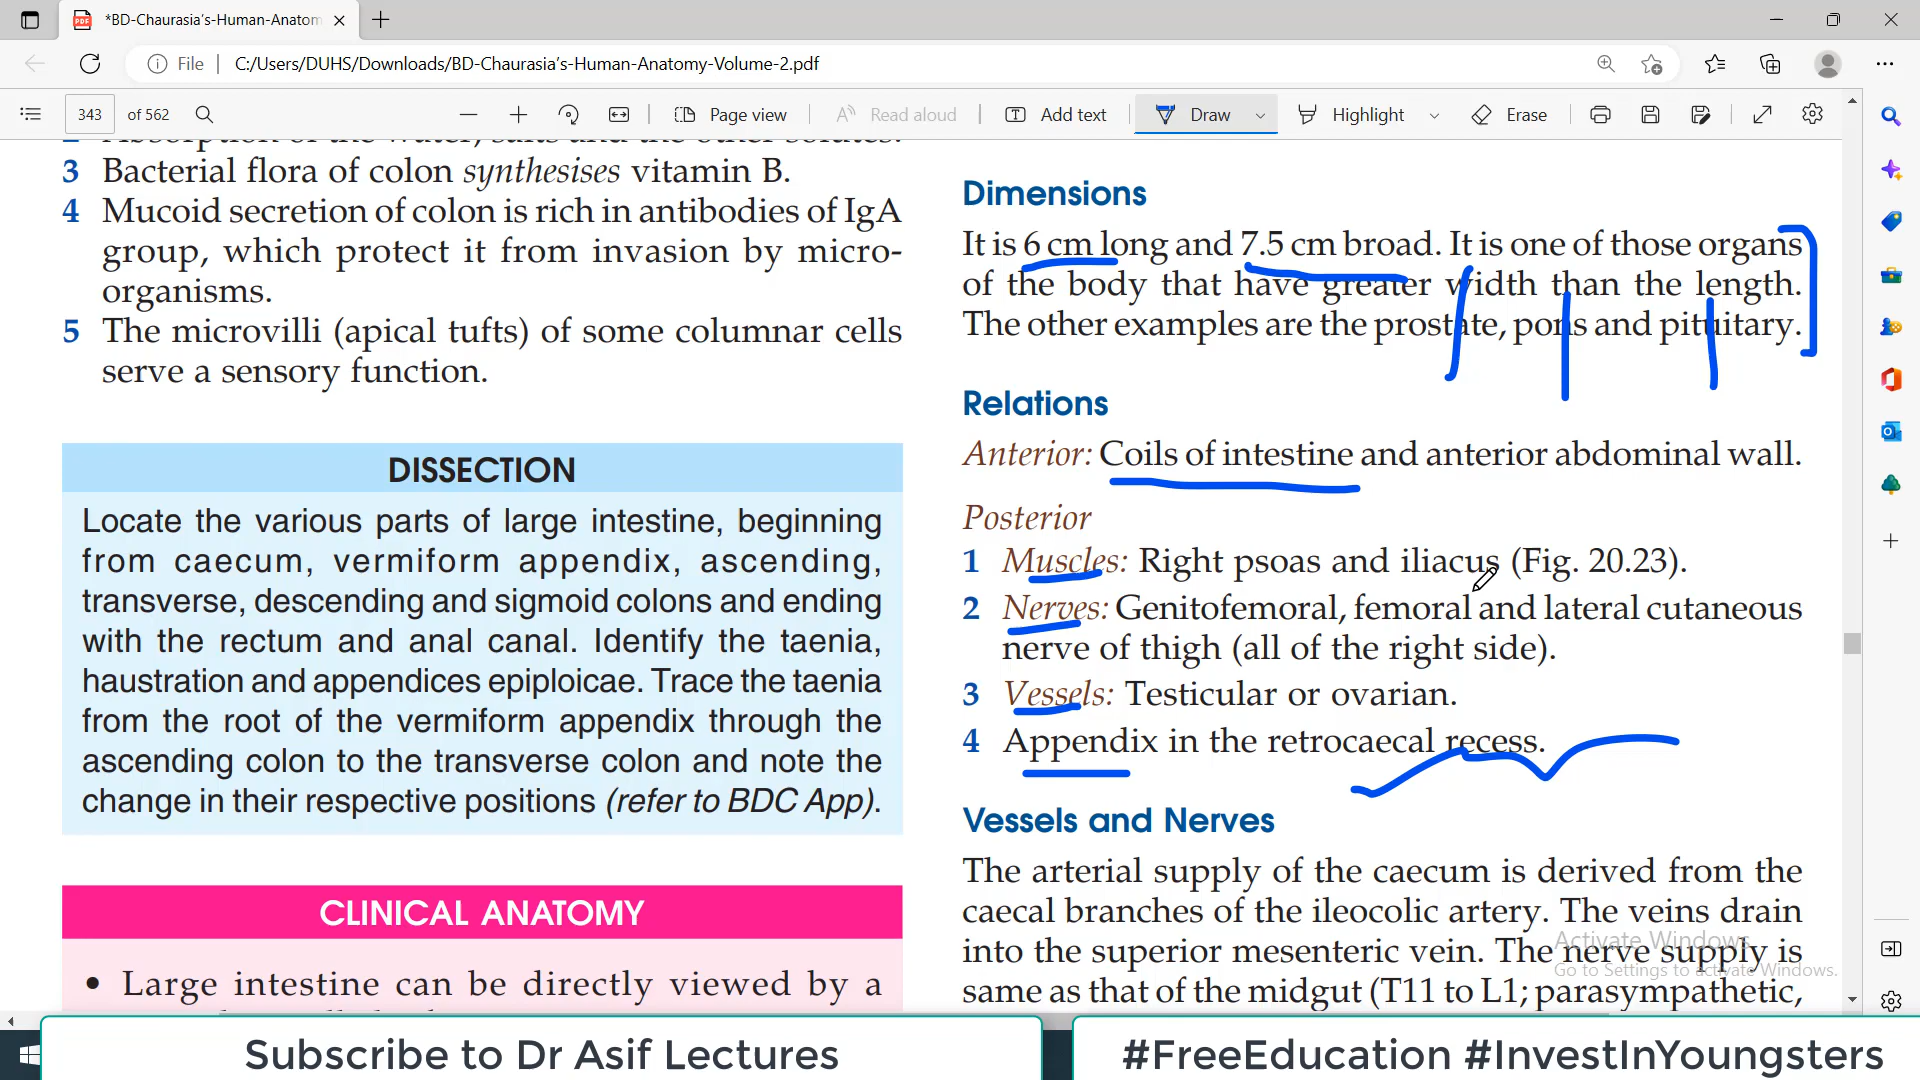 *BD-Chaurasia's-Human-Anatom
File
C:/Users/DUHS/Downloads/BD-Chaurasia's-Human-Anatomy-Volume-2.pdf
343 of 562
Page view
Read aloud
Add text
Draw
Highlight
Erase
2 Absorption of the water, salts and the other solutes.
3 Bacterial flora of colon synthesises vitamin B.
4 Mucoid secretion of colon is rich in antibodies of IgA
group, which protect it from invasion by micro-
organisms.
5 The microvilli (apical tufts) of some columnar cells
serve a sensory function.
DISSECTION
Locate the various parts of large intestine, beginning
from caecum, vermiform appendix, ascending,
transverse, descending and sigmoid colons and ending
with the rectum and anal canal. Identify the taenia,
haustration and appendices epiploicae. Trace the taenia
from the root of the vermiform appendix through the
ascending colon to the transverse colon and note the
change in their respective positions (refer to BDC App).
CLINICAL ANATOMY
• Large intestine can be directly viewed by a
Dimensions
It is 6 cm long and 7.5 cm broad. It is one of those organs
of the body that have greater width than the length.
The other examples are the prostate, pons and pituitary.
Relations
Anterior: Coils of intestine and anterior abdominal wall.
Posterior
1 Muscles: Right psoas and iliacus (Fig. 20.23).
2 Nerves: Genitofemoral, femoral and lateral cutaneous
nerve of thigh (all of the right side).
3 Vessels: Testicular or ovarian.
4 Appendix in the retrocaecal recess.
Vessels and Nerves
The arterial supply of the caecum is derived from the
caecal branches of the ileocolic artery. The veins drain
into the superior mesenteric vein. The nerve supply is
same as that of the midgut (T11 to L1; parasympathetic,
Activate Windows
Go to Settings to activate Windows.
Subscribe to Dr Asif Lectures
#FreeEducation #InvestInYoungsters